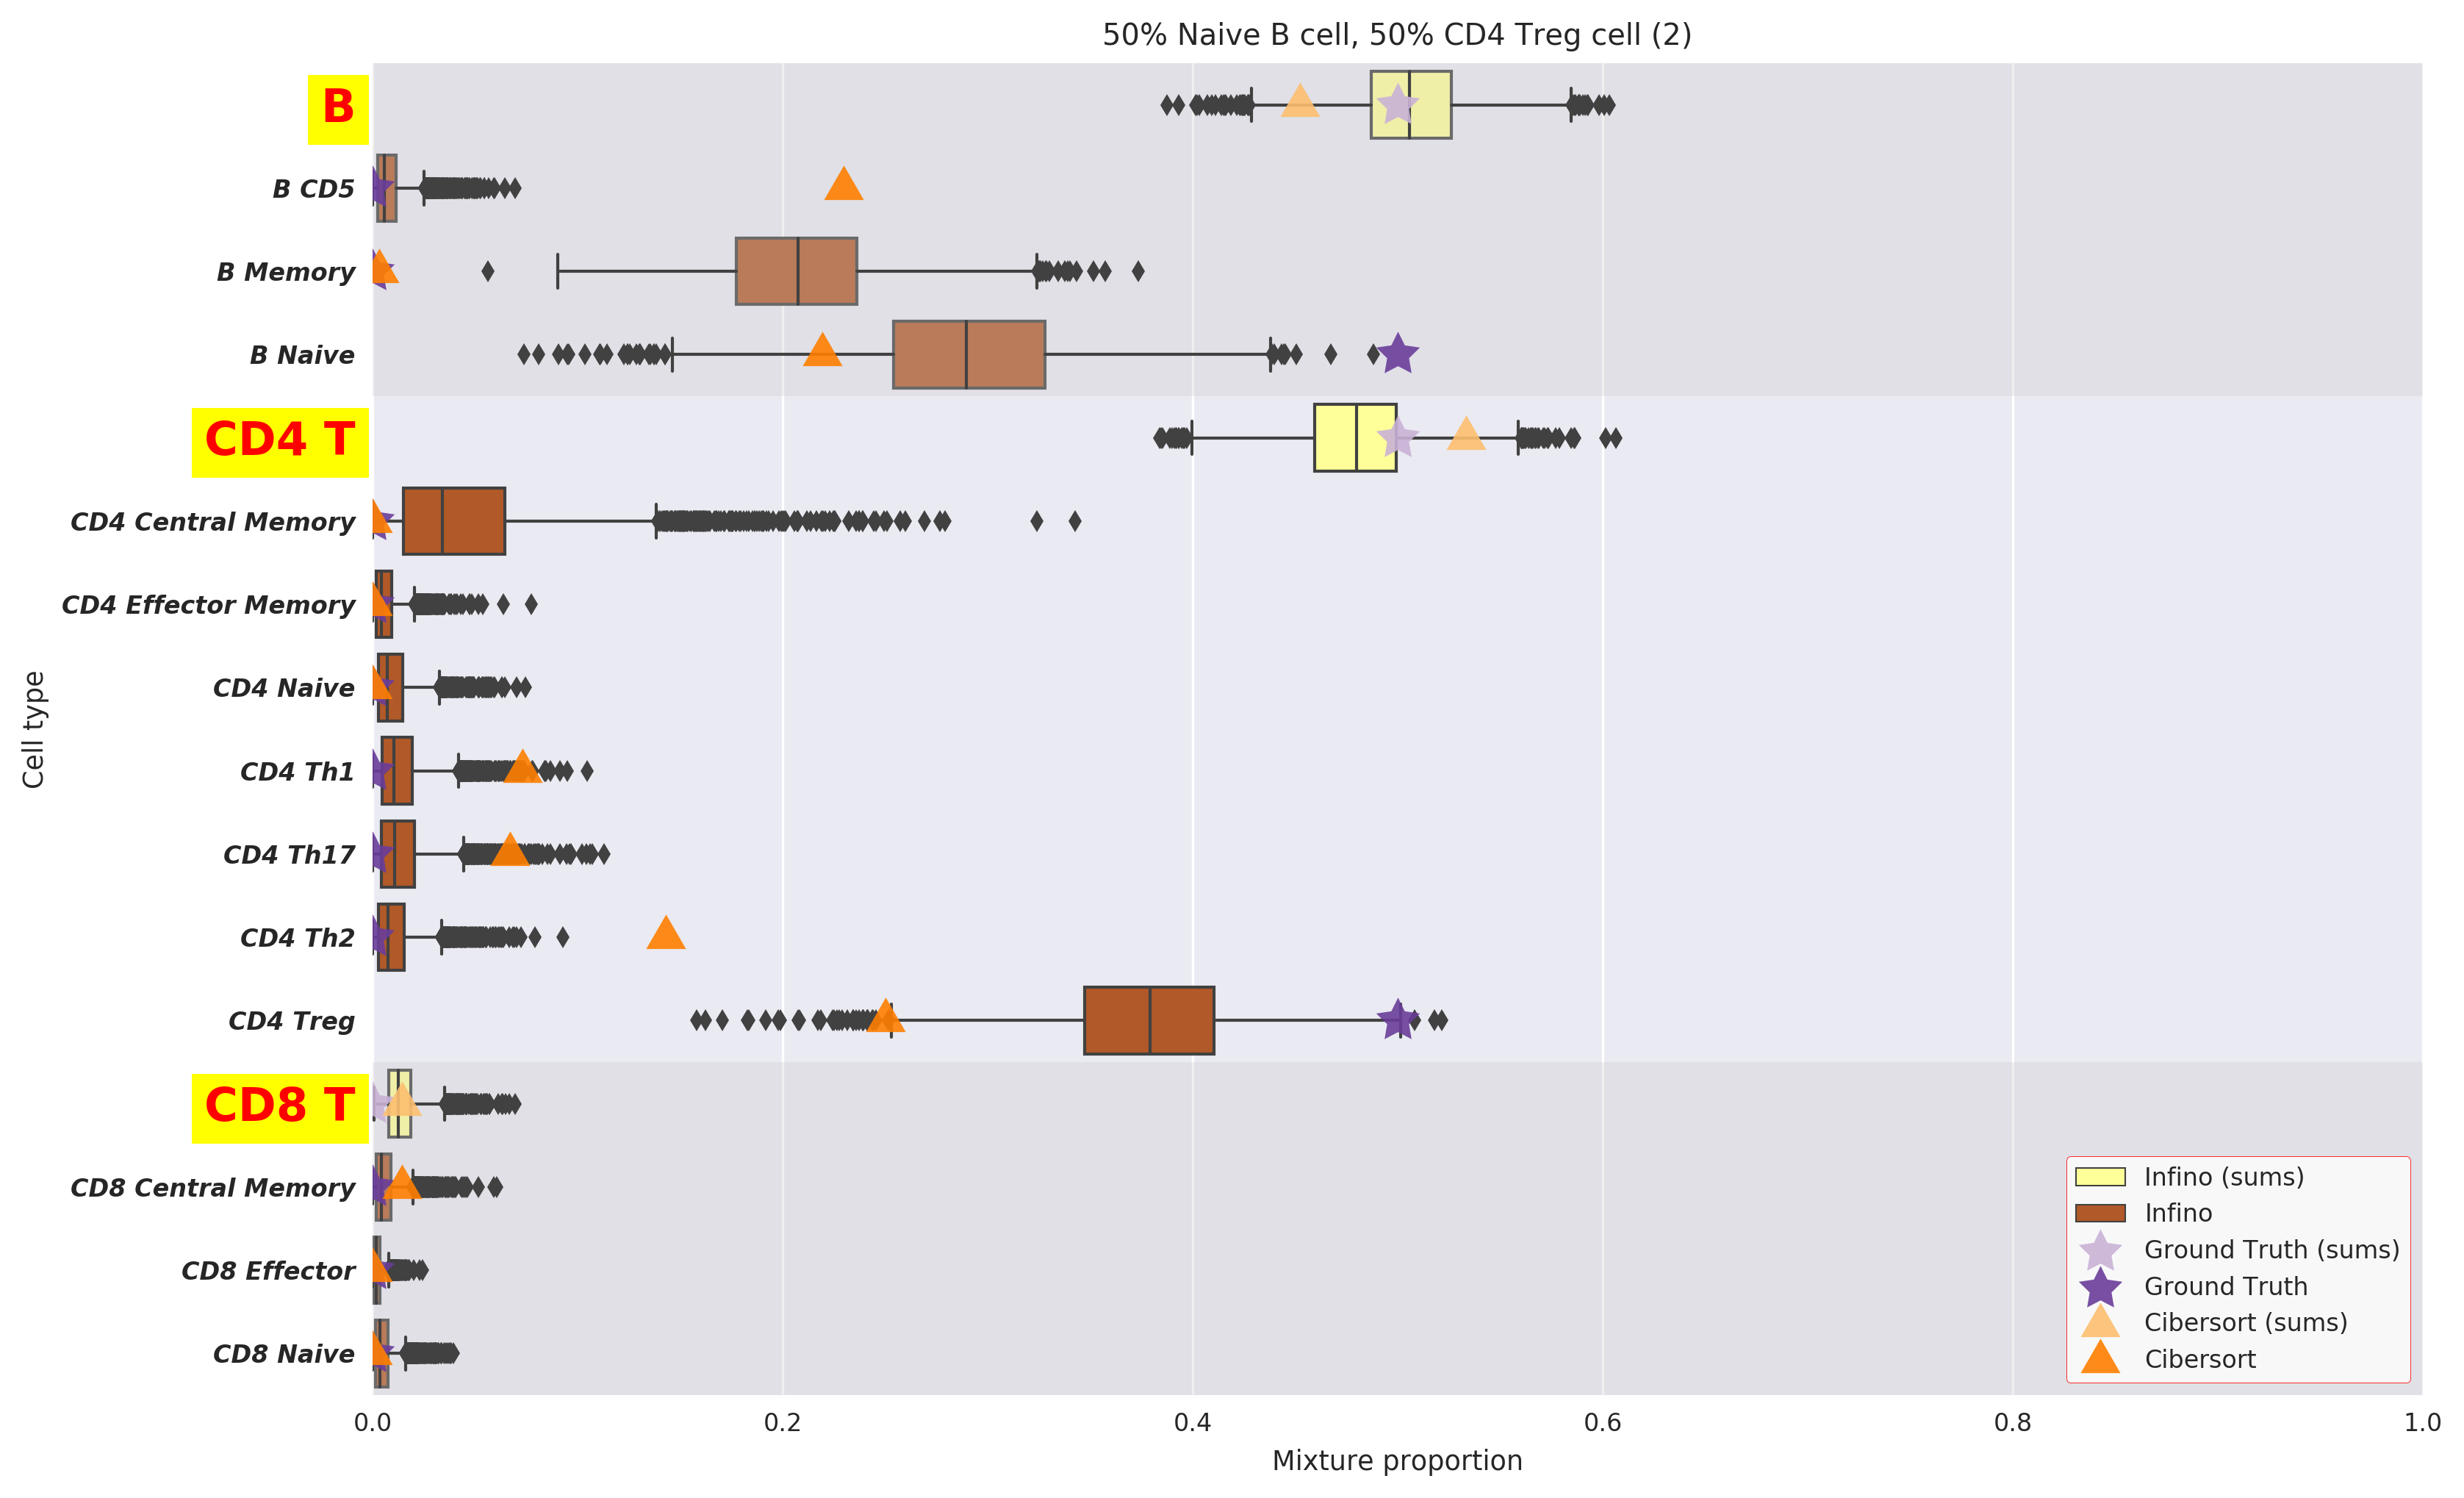 50% Naive B cell, 50% CD4 Treg cell (2)
B
B CD5
B Memory
B Naive
CD4 T
CD4 Central Memory
CD4 Effector Memory
CD4 Naive
CD4 Th1
CD4 Th17
CD4 Th2
CD4 Treg
CD8 T
CD8 Central Memory
CD8 Effector
CD8 Naive
Cell type
Infino (sums)
Infino
Ground Truth (sums)
Ground Truth
Cibersort (sums)
Cibersort
0.0 0.2 0.4 0.6 0.8 1.0
Mixture proportion